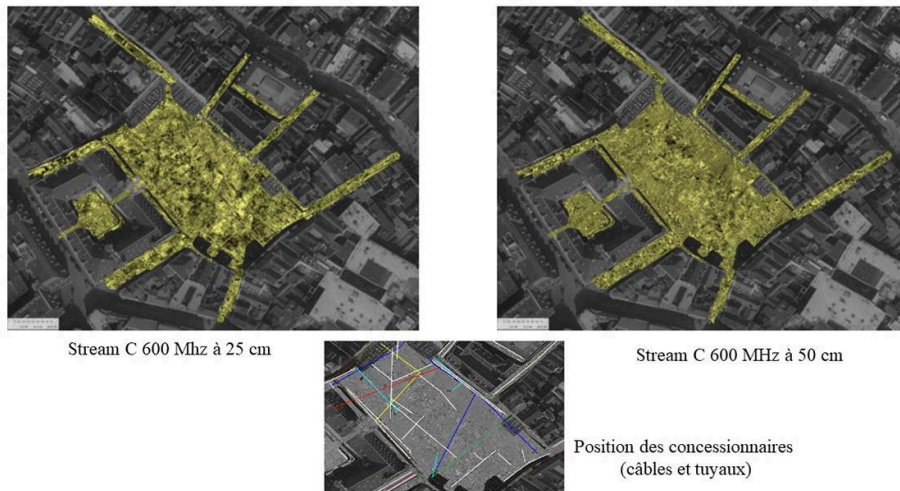 Stream C 600 Mhz à 25 cm
Stream C 600 MHz à 50 cm
Position des concessionnaires
(câbles et tuyaux)